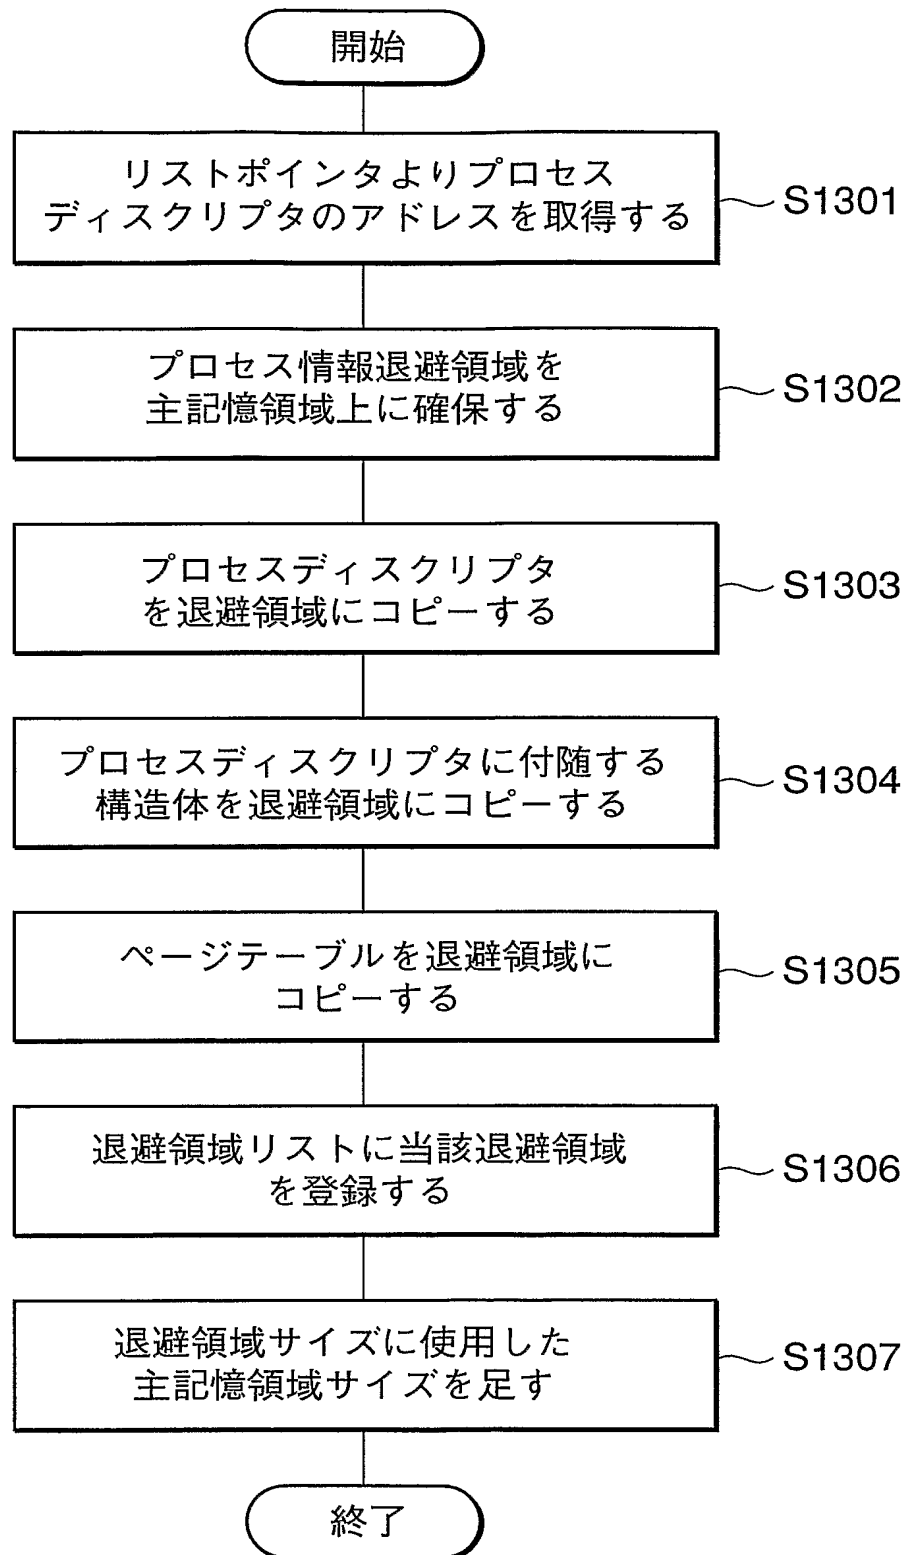 開始
リストポインタよりプロセス
ディスクリプタのアドレスを取得する
S1301
プロセス情報退避領域を
主記憶領域上に確保する
S1302
プロセスディスクリプタ
を退避領域にコピーする
S1303
プロセスディスクリプタに付随する
構造体を退避領域にコピーする
S1304
ページテーブルを退避領域に
コピーする
S1305
退避領域リストに当該退避領域
を登録する
S1306
退避領域サイズに使用した
主記憶領域サイズを足す
S1307
終了